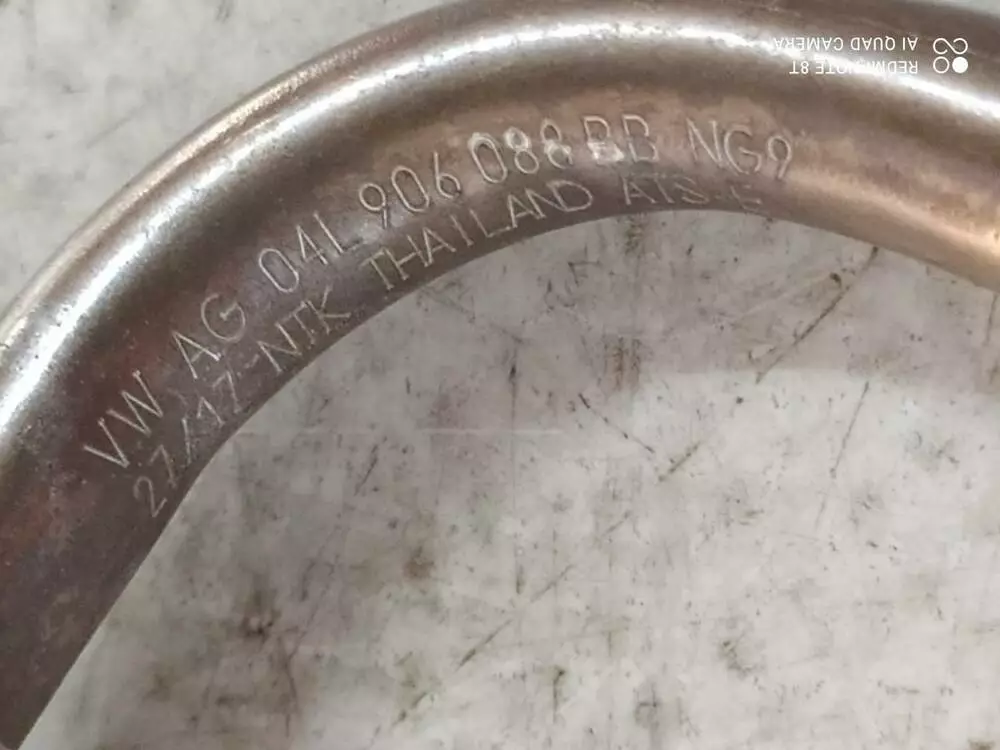 VW AG 04L 906 088 BB NG9
27/17-NTK THAILAND ATS-E
REDMI NOTE 8T
AI QUAD CAMERA